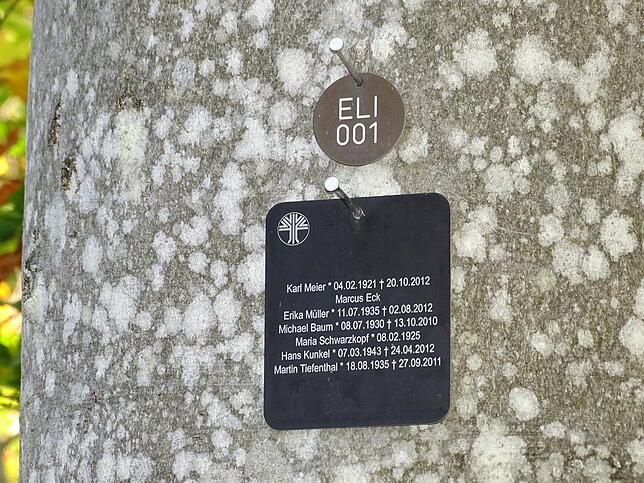 ELI
001
Karl Meier * 04.02.1921 † 20.10.2012
Marcus Eck
Erika Müller * 11.07.1935 † 02.08.2012
Michael Baum * 08.07.1930 † 13.10.2010
Maria Schwarzkopf * 08.02.1925
Hans Kunkel * 07.03.1943 † 24.04.2012
Martin Tiefenthal * 18.08.1935 † 27.09.2011